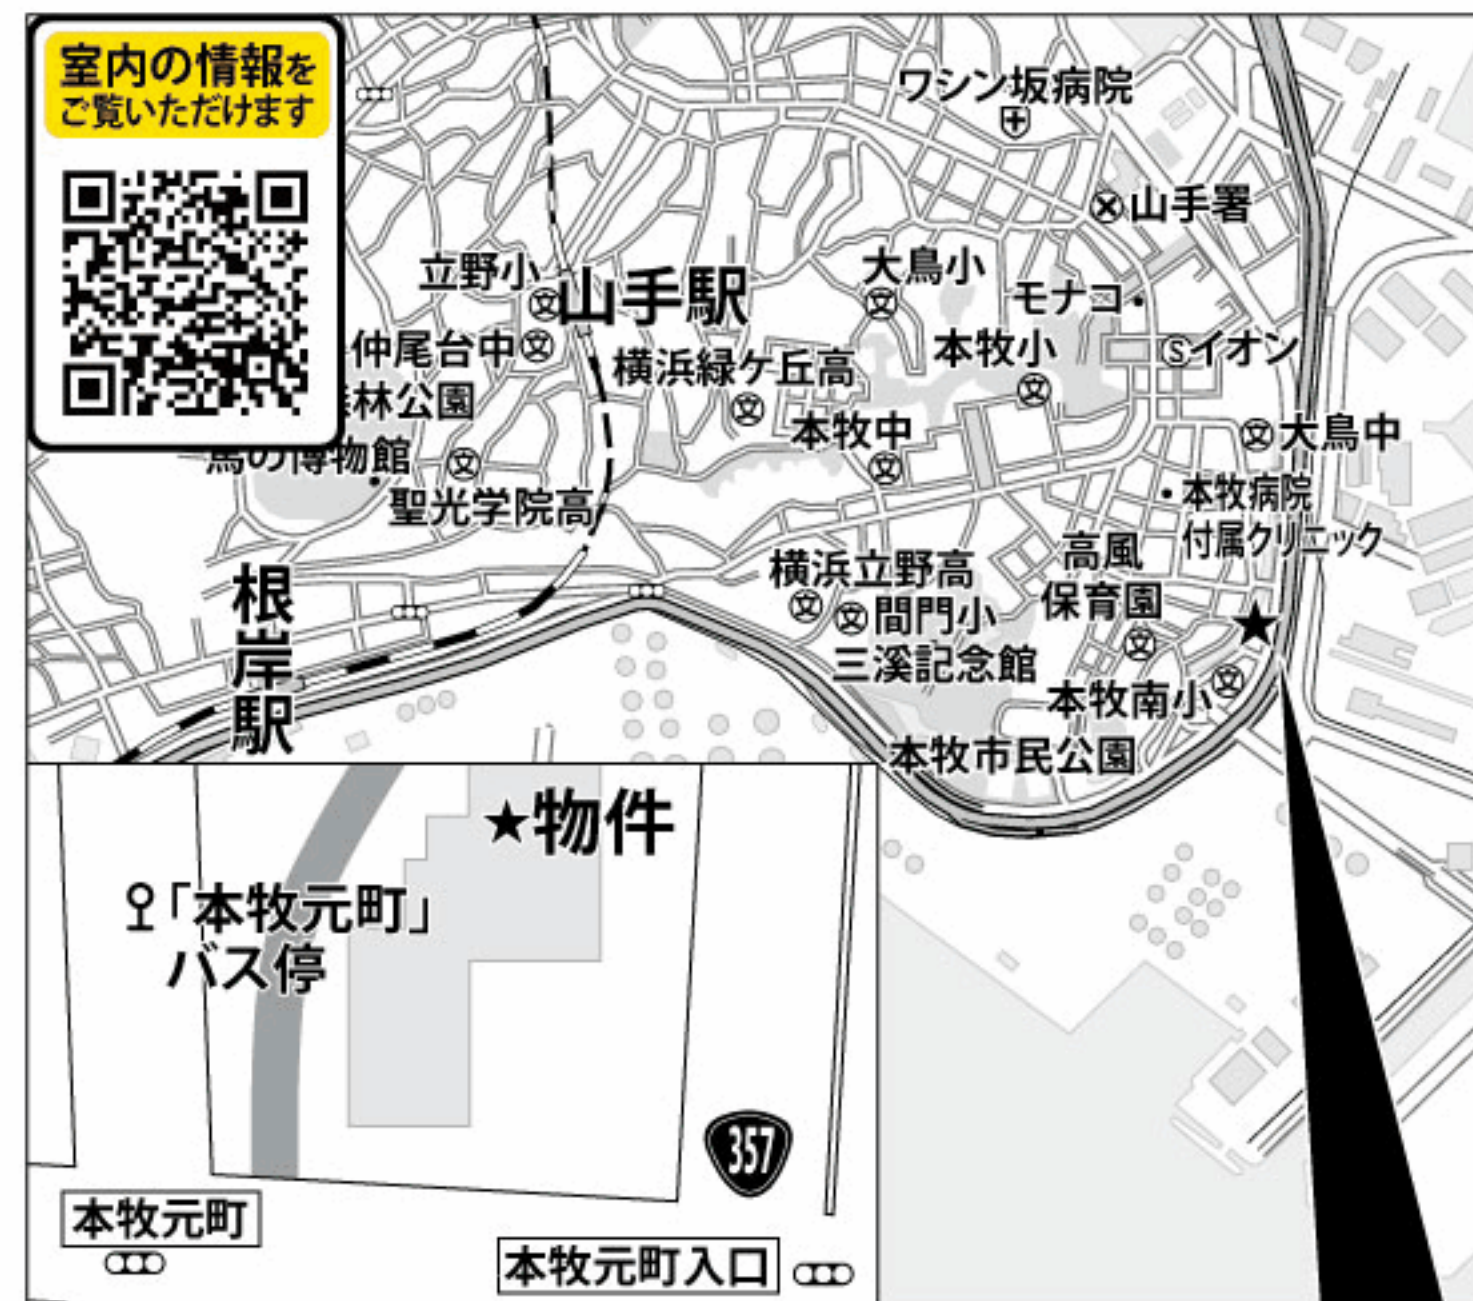 室内の情報を
ご覧いただけます
ワシン坂病院
山手署
立野小
山手駅
大鳥小
モナコ
仲尾台中
横浜緑ケ丘高
本牧小
イオン
林公園
本牧中
大鳥中
馬の博物館
聖光学院高
本牧病院
付属クリニック
根岸駅
横浜立野高
間門小
三溪記念館
高風
保育園
本牧南小
本牧市民公園
★物件
「本牧元町」
バス停
357
本牧元町
本牧元町入口